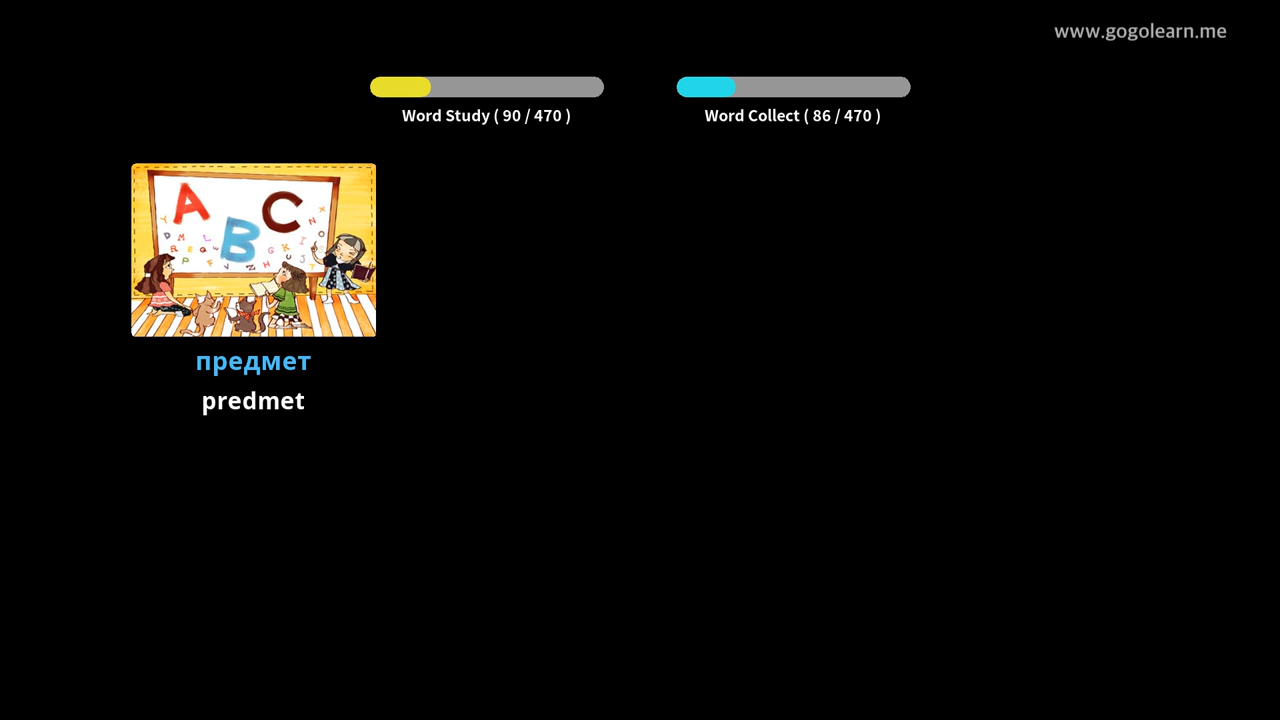 www.gogolearn.me
Word Study ( 90 / 470 )
Word Collect ( 86 / 470 )
A
B
C
предмет
predmet